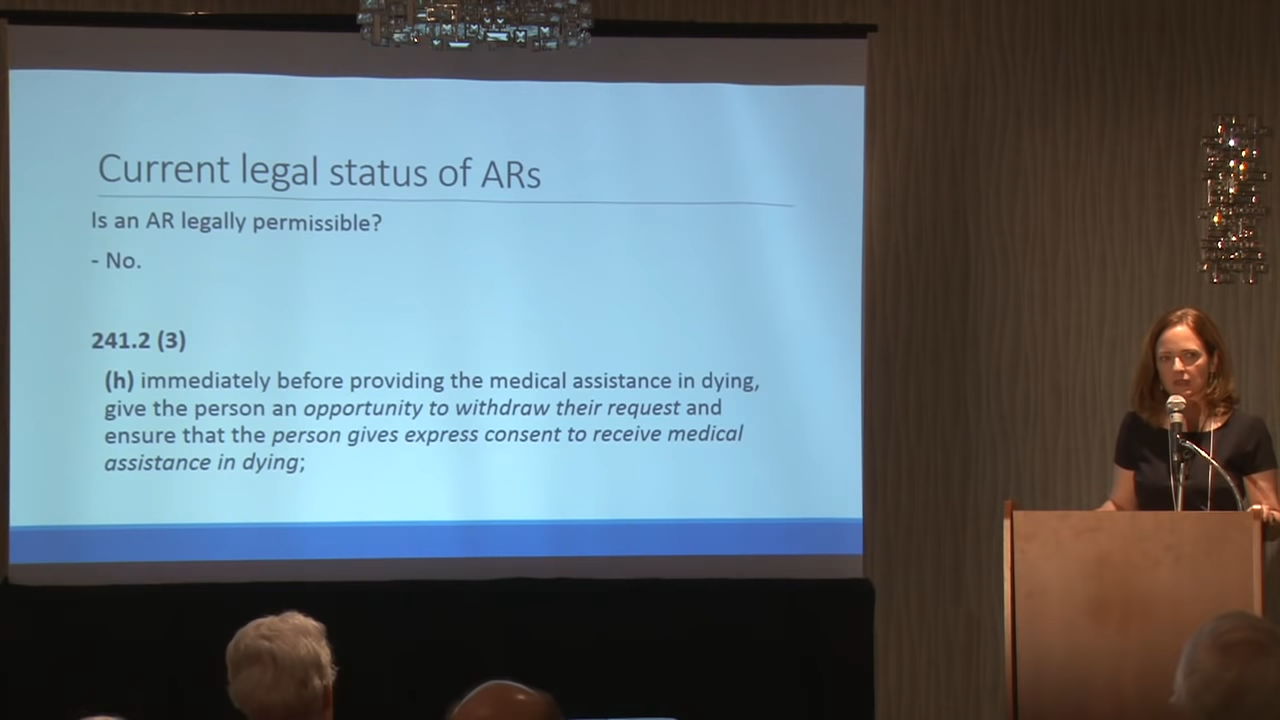 Current legal status of ARs
Is an AR legally permissible?
- No.
241.2 (3)
(h) immediately before providing the medical assistance in dying,
give the person an opportunity to withdraw their request and
ensure that the person gives express consent to receive medical
assistance in dying;